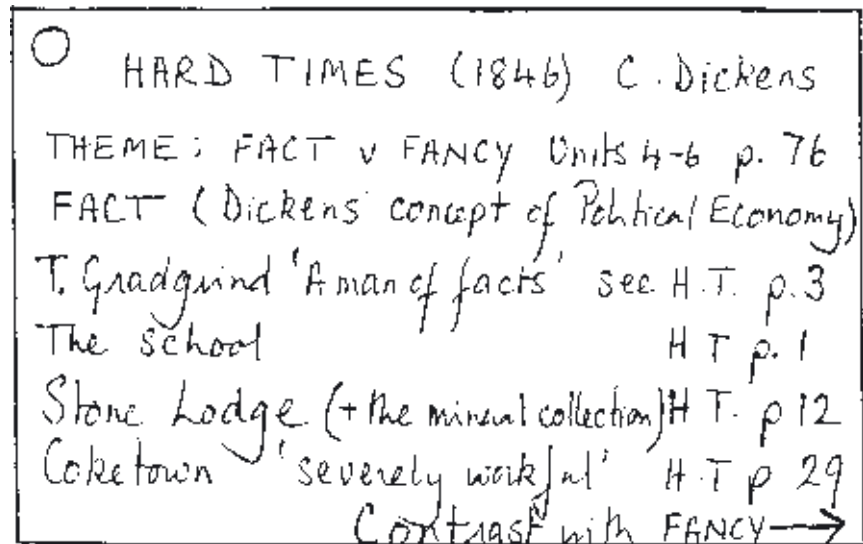 HARD TIMES (1846) C. Dickens
THEME: FACT v FANCY Units 4-6 p. 76
FACT (Dickens' concept of Political Economy)
T. Gradgrind 'A man of facts' see H.T. p.3
The school H T p. 1
Stone Lodge (+ the mineral collection) H T. p 12
Coketown 'severely workful' H.T p 29
Contrast with FANCY→